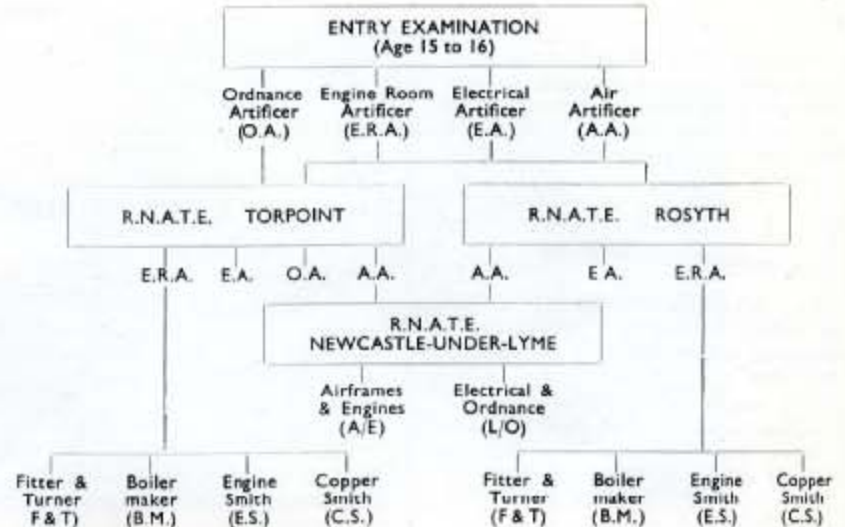 ENTRY EXAMINATION
(Age 15 to 16)
Ordnance Artificer (O.A.)
Engine Room Artificer (E.R.A.)
Electrical Artificer (E.A.)
Air Artificer (A.A.)
R.N.A.T.E. TORPOINT
R.N.A.T.E. ROSYTH
E.R.A. E.A. O.A. A.A. A.A. E A. E.R.A.
R.N.A.T.E.
NEWCASTLE-UNDER-LYME
Airframes & Engines (A/E)
Electrical & Ordnance (L/O)
Fitter & Turner F & T)
Boiler maker (B.M.)
Engine Smith (E.S.)
Copper Smith (C.S.)
Fitter & Turner (F & T)
Boiler maker (B.M.)
Engine Smith (E.S.)
Copper Smith (C.S.)